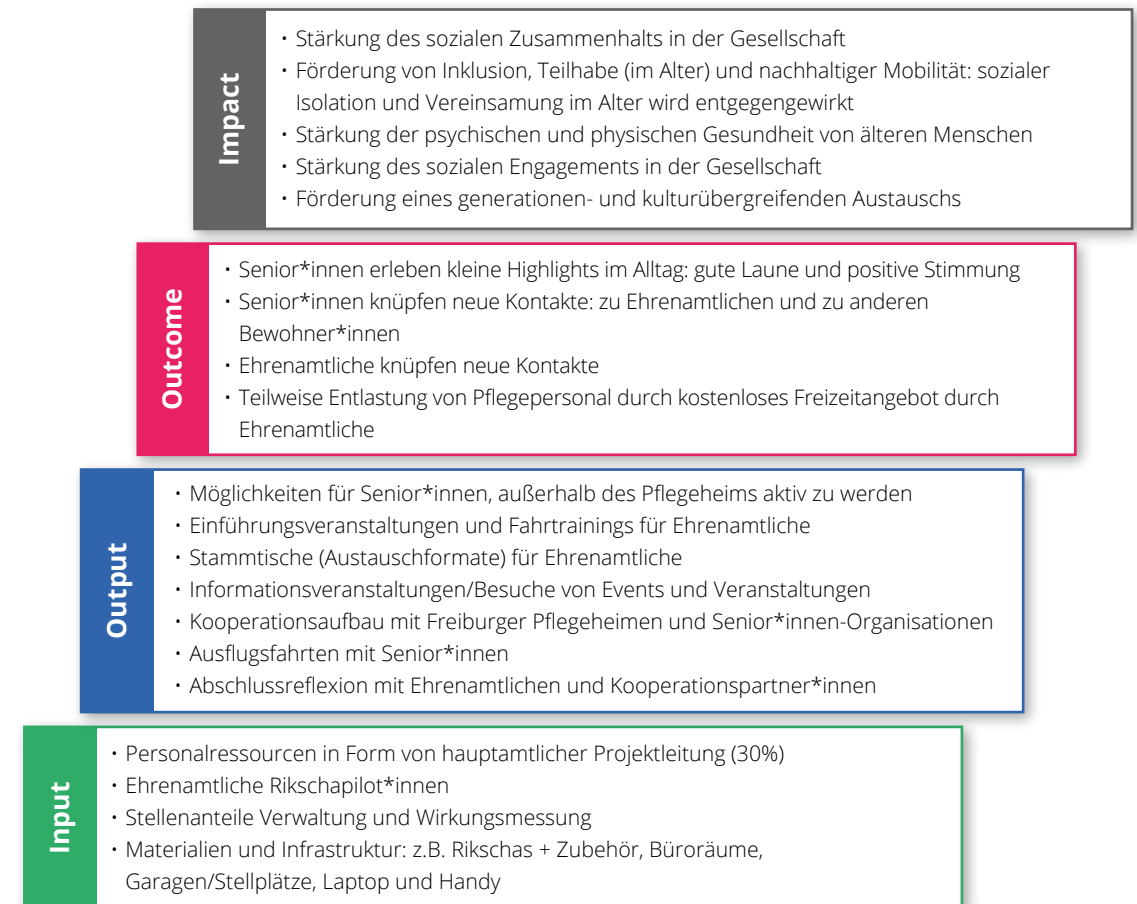 Impact
• Stärkung des sozialen Zusammenhalts in der Gesellschaft
• Förderung von Inklusion, Teilhabe (im Alter) und nachhaltiger Mobilität: sozialer
Isolation und Vereinsamung im Alter wird entgegengewirkt
• Stärkung der psychischen und physischen Gesundheit von älteren Menschen
• Stärkung des sozialen Engagements in der Gesellschaft
• Förderung eines generationen- und kulturübergreifenden Austauschs
Outcome
• Senior*innen erleben kleine Highlights im Alltag: gute Laune und positive Stimmung
• Senior*innen knüpfen neue Kontakte: zu Ehrenamtlichen und zu anderen
Bewohner*innen
• Ehrenamtliche knüpfen neue Kontakte
• Teilweise Entlastung von Pflegepersonal durch kostenloses Freizeitangebot durch
Ehrenamtliche
Output
• Möglichkeiten für Senior*innen, außerhalb des Pflegeheims aktiv zu werden
• Einführungsveranstaltungen und Fahrtrainings für Ehrenamtliche
• Stammtische (Austauschformate) für Ehrenamtliche
• Informationsveranstaltungen/Besuche von Events und Veranstaltungen
• Kooperationsaufbau mit Freiburger Pflegeheimen und Senior*innen-Organisationen
• Ausflugsfahrten mit Senior*innen
• Abschlussreflexion mit Ehrenamtlichen und Kooperationspartner*innen
Input
• Personalressourcen in Form von hauptamtlicher Projektleitung (30%)
• Ehrenamtliche Rikschapilot*innen
• Stellenanteile Verwaltung und Wirkungsmessung
• Materialien und Infrastruktur: z.B. Rikschas + Zubehör, Büroräume,
Garagen/Stellplätze, Laptop und Handy